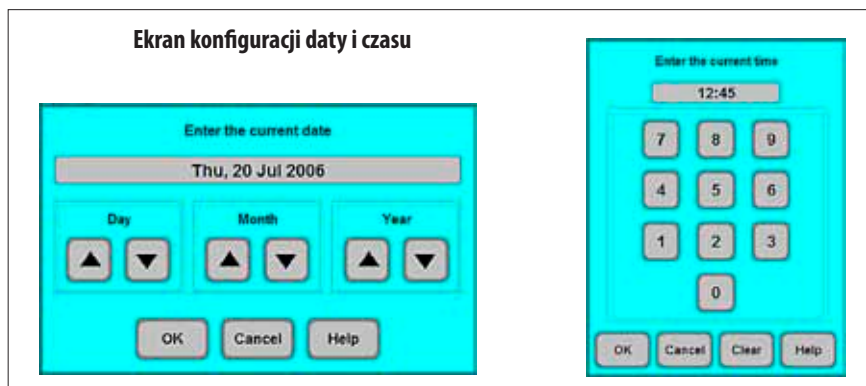 Ekran konfiguracji daty i czasu
Enter the current date
Thu, 20 Jul 2006
Day Month Year
OK Cancel Help
Enter the current time
12:45
7 8 9
4 5 6
1 2 3
0
OK Cancel Clear Help